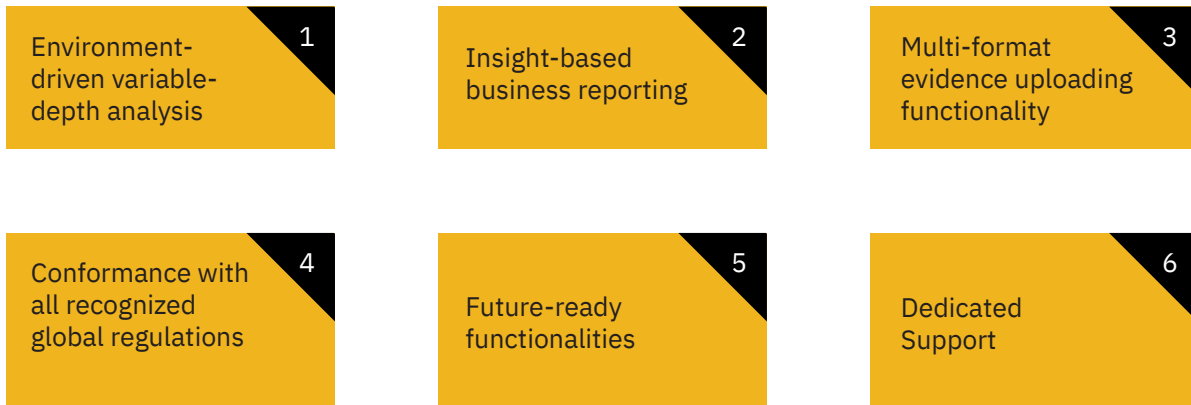 Environment-
driven variable-
depth analysis
1
Insight-based
business reporting
2
Multi-format
evidence uploading
functionality
3
Conformance with
all recognized
global regulations
4
Future-ready
functionalities
5
Dedicated
Support
6